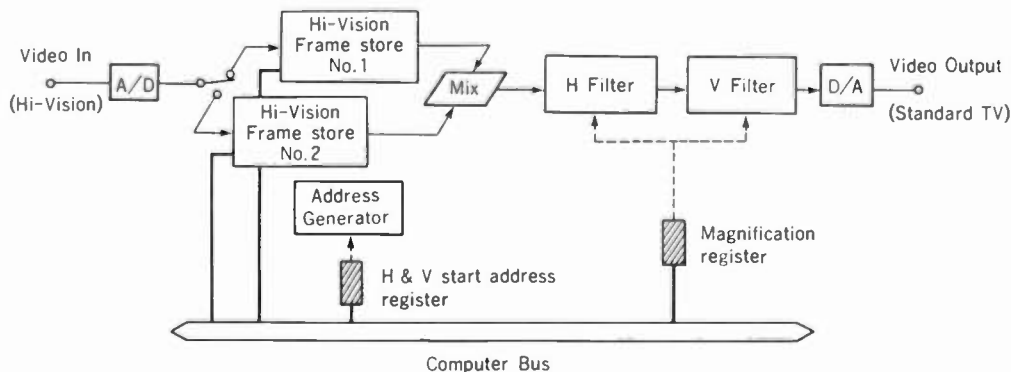 Video In
(Hi-Vision)
A/D
Hi-Vision
Frame store
No.1
Hi-Vision
Frame store
No.2
Mix
H Filter
V Filter
D/A
Video Output
(Standard TV)
Address
Generator
H & V start address
register
Magnification
register
Computer Bus